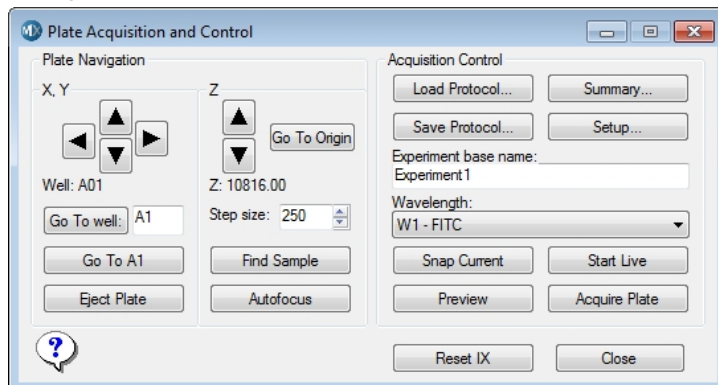 Plate Acquisition and Control
Plate Navigation
X, Y
Z
Go To Origin
Well: A01
Z: 10816.00
Go To well: A1
Step size: 250
Go To A1
Find Sample
Eject Plate
Autofocus
Acquisition Control
Load Protocol... Summary...
Save Protocol... Setup...
Experiment base name:
Experiment1
Wavelength:
W1 - FITC
Snap Current Start Live
Preview Acquire Plate
?
Reset IX Close